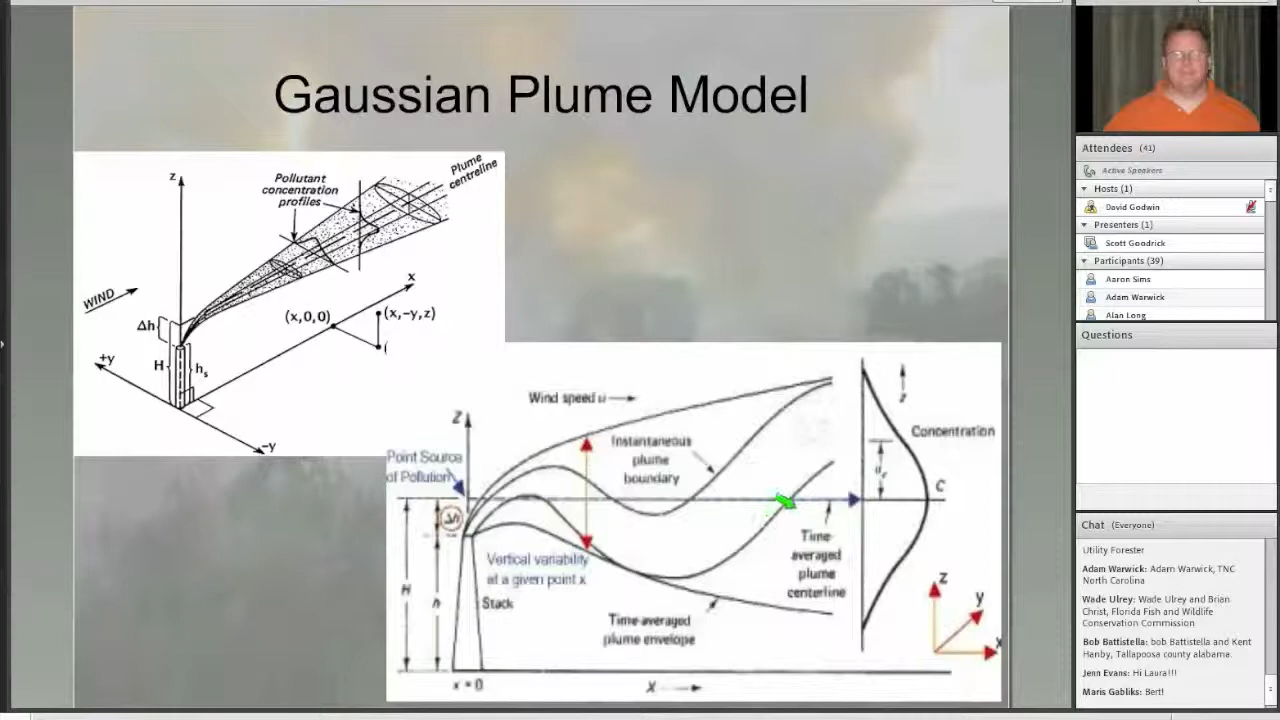 Gaussian Plume Model
z
Pollutant
concentration
profiles
Plume
centreline
x
WIND
(x,0,0)
(x,-y,z)
(
Δh
+y
H
hs
-y
Wind speed u
Z
Instantaneous
plume
boundary
Concentration
z
Point Source
of Pollution
C
Δh
Time-
averaged
plume
centerline
Vertical variability
at a given point x
H
h
Stack
Time-averaged
plume envelope
z
y
x
x = 0
X
Attendees (41)
Active Speakers
Hosts (1)
David Godwin
Presenters (1)
Scott Goodrick
Participants (39)
Aaron Sims
Adam Warwick
Alan Long
Questions
Chat (Everyone)
Utility Forester
Adam Warwick: Adam Warwick, TNC
North Carolina
Wade Ulrey: Wade Ulrey and Brian
Christ, Florida Fish and Wildlife
Conservation Commission
Bob Battistella: bob Battistella and Kent
Hanby, Tallapoosa county alabama.
Jenn Evans: Hi Laura!!!
Maris Gabliks: Bert!